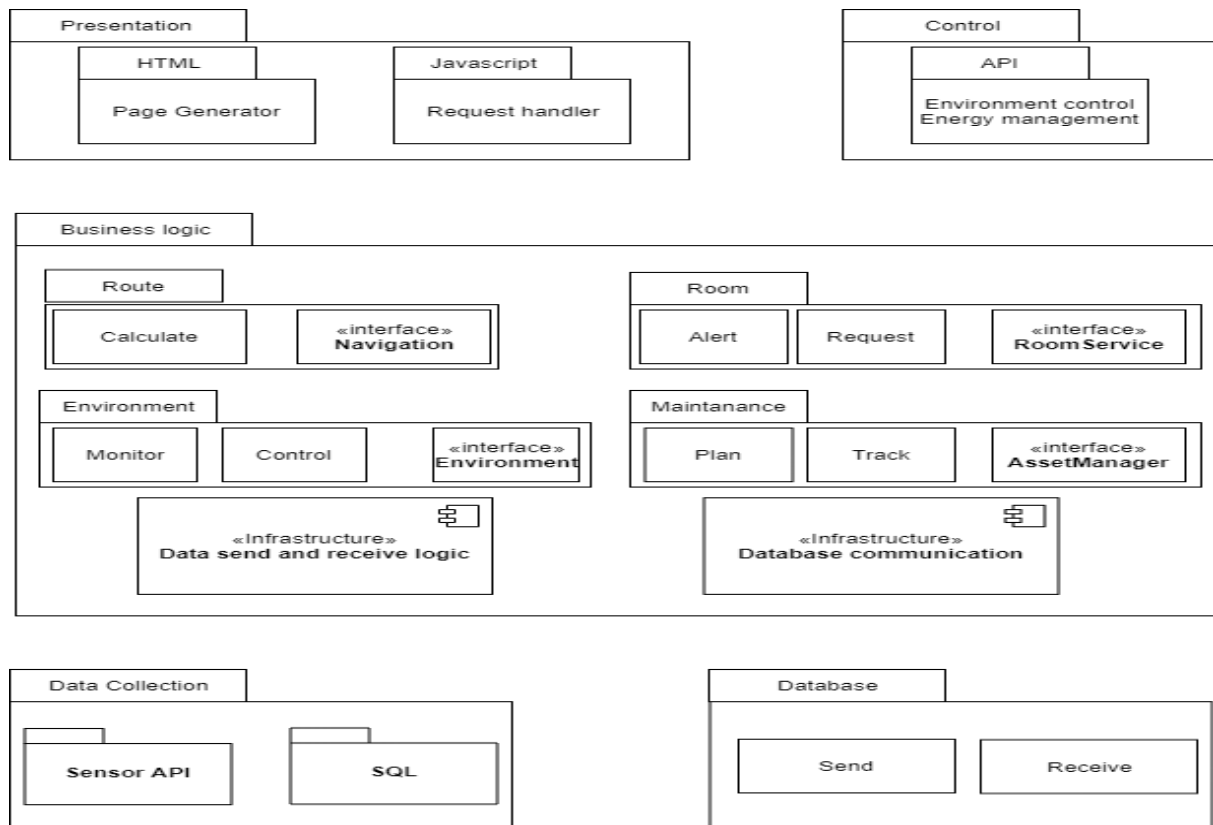 Presentation
HTML
Page Generator
Javascript
Request handler
Control
API
Environment control
Energy management
Business logic
Route
Calculate
«interface»
Navigation
Room
Alert
Request
«interface»
RoomService
Environment
Monitor
Control
«interface»
Environment
Maintanance
Plan
Track
«interface»
AssetManager
«Infrastructure»
Data send and receive logic
«Infrastructure»
Database communication
Data Collection
Sensor API
SQL
Database
Send
Receive